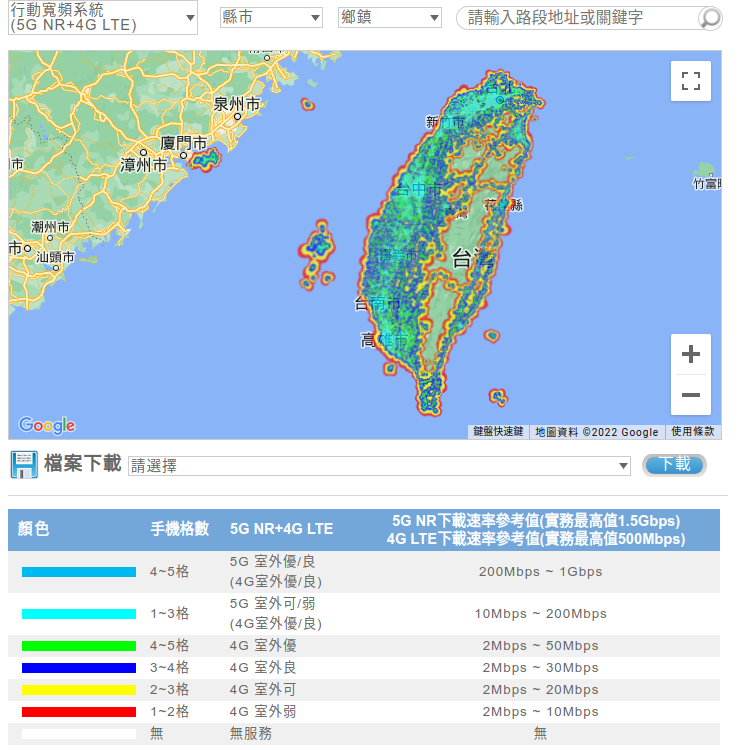 行動寬頻系統
(5G NR+4G LTE)
縣市
鄉鎮
請輸入路段地址或關鍵字
泉州市
廈門市
漳州市
州市
潮州市
市
汕頭市
台北
新竹市
台中市
花蓮縣
台灣
嘉義市
台灣
台南市
高雄市
竹富町
Google
鍵盤快速鍵
地圖資料 ©2022 Google
使用條款
檔案下載
請選擇
下載
顏色 手機格數 5G NR+4G LTE 5G NR下載速率參考值(實務最高值1.5Gbps)
4G LTE下載速率參考值(實務最高值500Mbps)
4~5格 5G 室外優/良 200Mbps ~ 1Gbps
(4G室外優/良)
1~3格 5G 室外可/弱 10Mbps ~ 200Mbps
(4G室外優/良)
4~5格 4G 室外優 2Mbps ~ 50Mbps
3~4格 4G 室外良 2Mbps ~ 30Mbps
2~3格 4G 室外可 2Mbps ~ 20Mbps
1~2格 4G 室外弱 2Mbps ~ 10Mbps
無 無服務 無